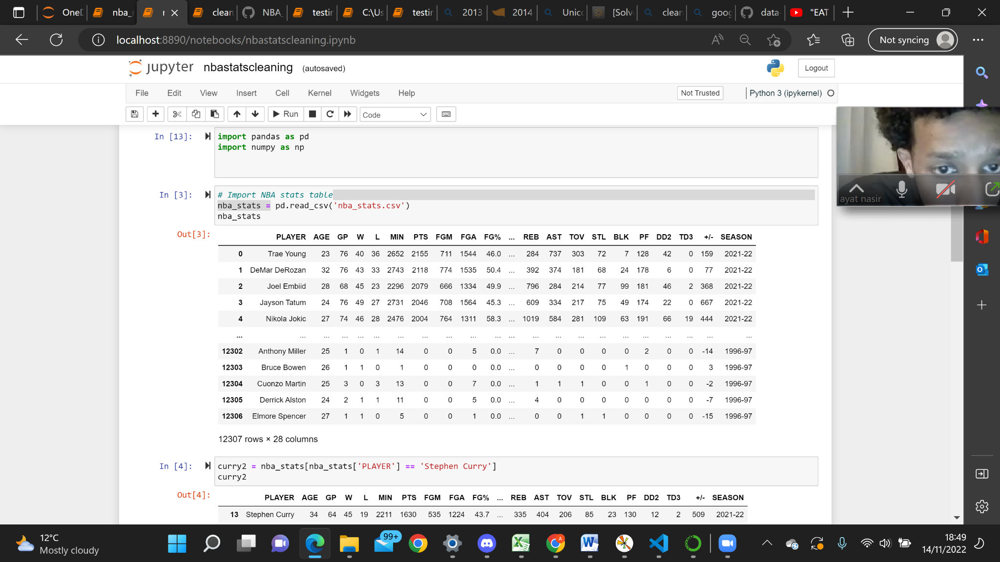 OneD
nba_
r
clean
NBA_
testin
C:\Us
testin
2013
2014
Unico
[Solv
clean
goog
data-
"EAT
localhost:8890/notebooks/nbastatscleaning.ipynb
Not syncing
jupyter nbastatscleaning (autosaved)
Logout
File Edit View Insert Cell Kernel Widgets Help
Not Trusted
Python 3 (ipykernel)
Run
Code
In [13]:
import pandas as pd
import numpy as np
ayat nasir
In [3]:
# Import NBA stats table
nba_stats = pd.read_csv('nba_stats.csv')
nba_stats
Out[3]:
PLAYER AGE GP W L MIN PTS FGM FGA FG% ... REB AST TOV STL BLK PF DD2 TD3 +/- SEASON
0 Trae Young 23 76 40 36 2652 2155 711 1544 46.0 ... 284 737 303 72 7 128 42 0 159 2021-22
1 DeMar DeRozan 32 76 43 33 2743 2118 774 1535 50.4 ... 392 374 181 68 24 178 6 0 77 2021-22
2 Joel Embiid 28 68 45 23 2296 2079 666 1334 49.9 ... 796 284 214 77 99 181 46 2 368 2021-22
3 Jayson Tatum 24 76 49 27 2731 2046 708 1564 45.3 ... 609 334 217 75 49 174 22 0 667 2021-22
4 Nikola Jokic 27 74 46 28 2476 2004 764 1311 58.3 ... 1019 584 281 109 63 191 66 19 444 2021-22
... ... ... ... ... ... ... ... ... ... ... ... ... ... ... ... ... ... ... ... ... ...
12302 Anthony Miller 25 1 0 1 14 0 0 5 0.0 ... 7 0 0 0 0 2 0 0 -14 1996-97
12303 Bruce Bowen 26 1 1 0 1 0 0 0 0.0 ... 0 0 0 0 1 0 0 0 3 1996-97
12304 Cuonzo Martin 25 3 0 3 13 0 0 7 0.0 ... 1 1 1 0 0 1 0 0 -2 1996-97
12305 Derrick Alston 24 2 1 1 11 0 0 5 0.0 ... 4 0 0 0 0 0 0 0 -7 1996-97
12306 Elmore Spencer 27 1 1 0 5 0 0 1 0.0 ... 0 0 1 1 0 0 0 0 -15 1996-97
12307 rows × 28 columns
In [4]:
curry2 = nba_stats[nba_stats['PLAYER'] == 'Stephen Curry']
curry2
Out[4]:
PLAYER AGE GP W L MIN PTS FGM FGA FG% ... REB AST TOV STL BLK PF DD2 TD3 +/- SEASON
13 Stephen Curry 34 64 45 19 2211 1630 535 1224 43.7 ... 335 404 206 85 23 130 12 2 509 2021-22
12°C
Mostly cloudy
99+
A
18:49
14/11/2022